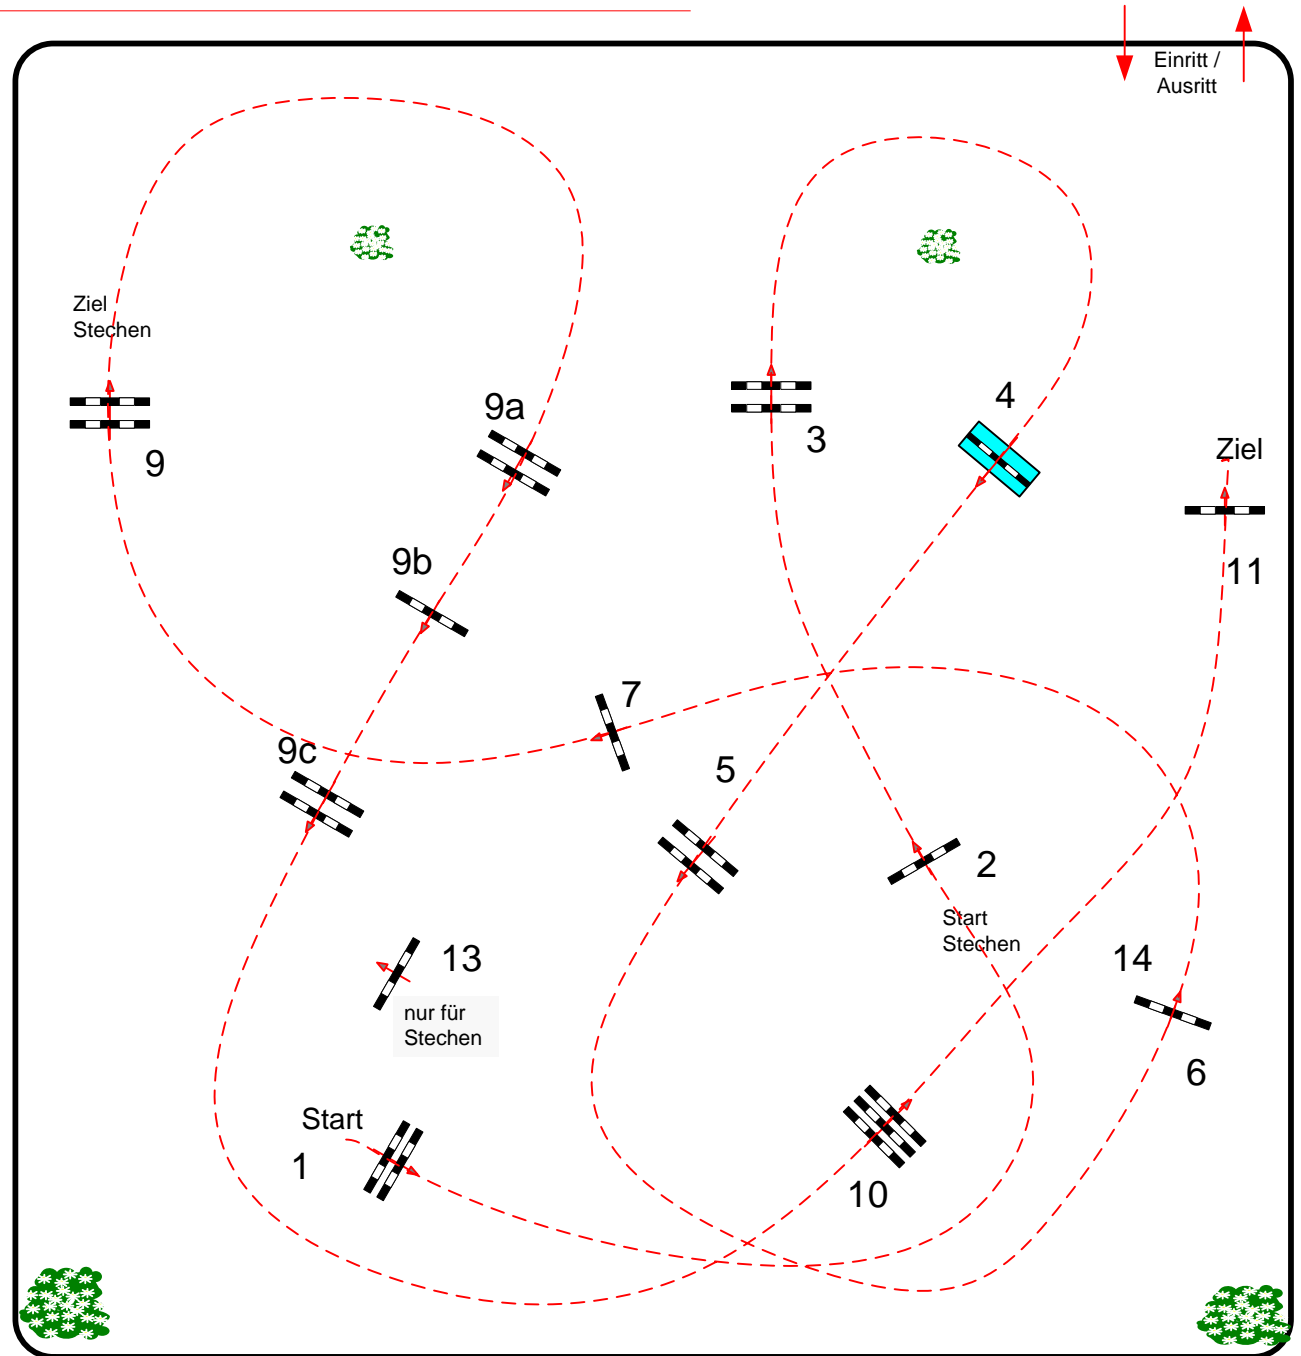 Einritt /
Ausritt
Ziel
Stechen
9a
4
3
9
Ziel
9b
11
7
9c
5
2
Start
Stechen
13
14
nur für
Stechen
6
Start
1
10